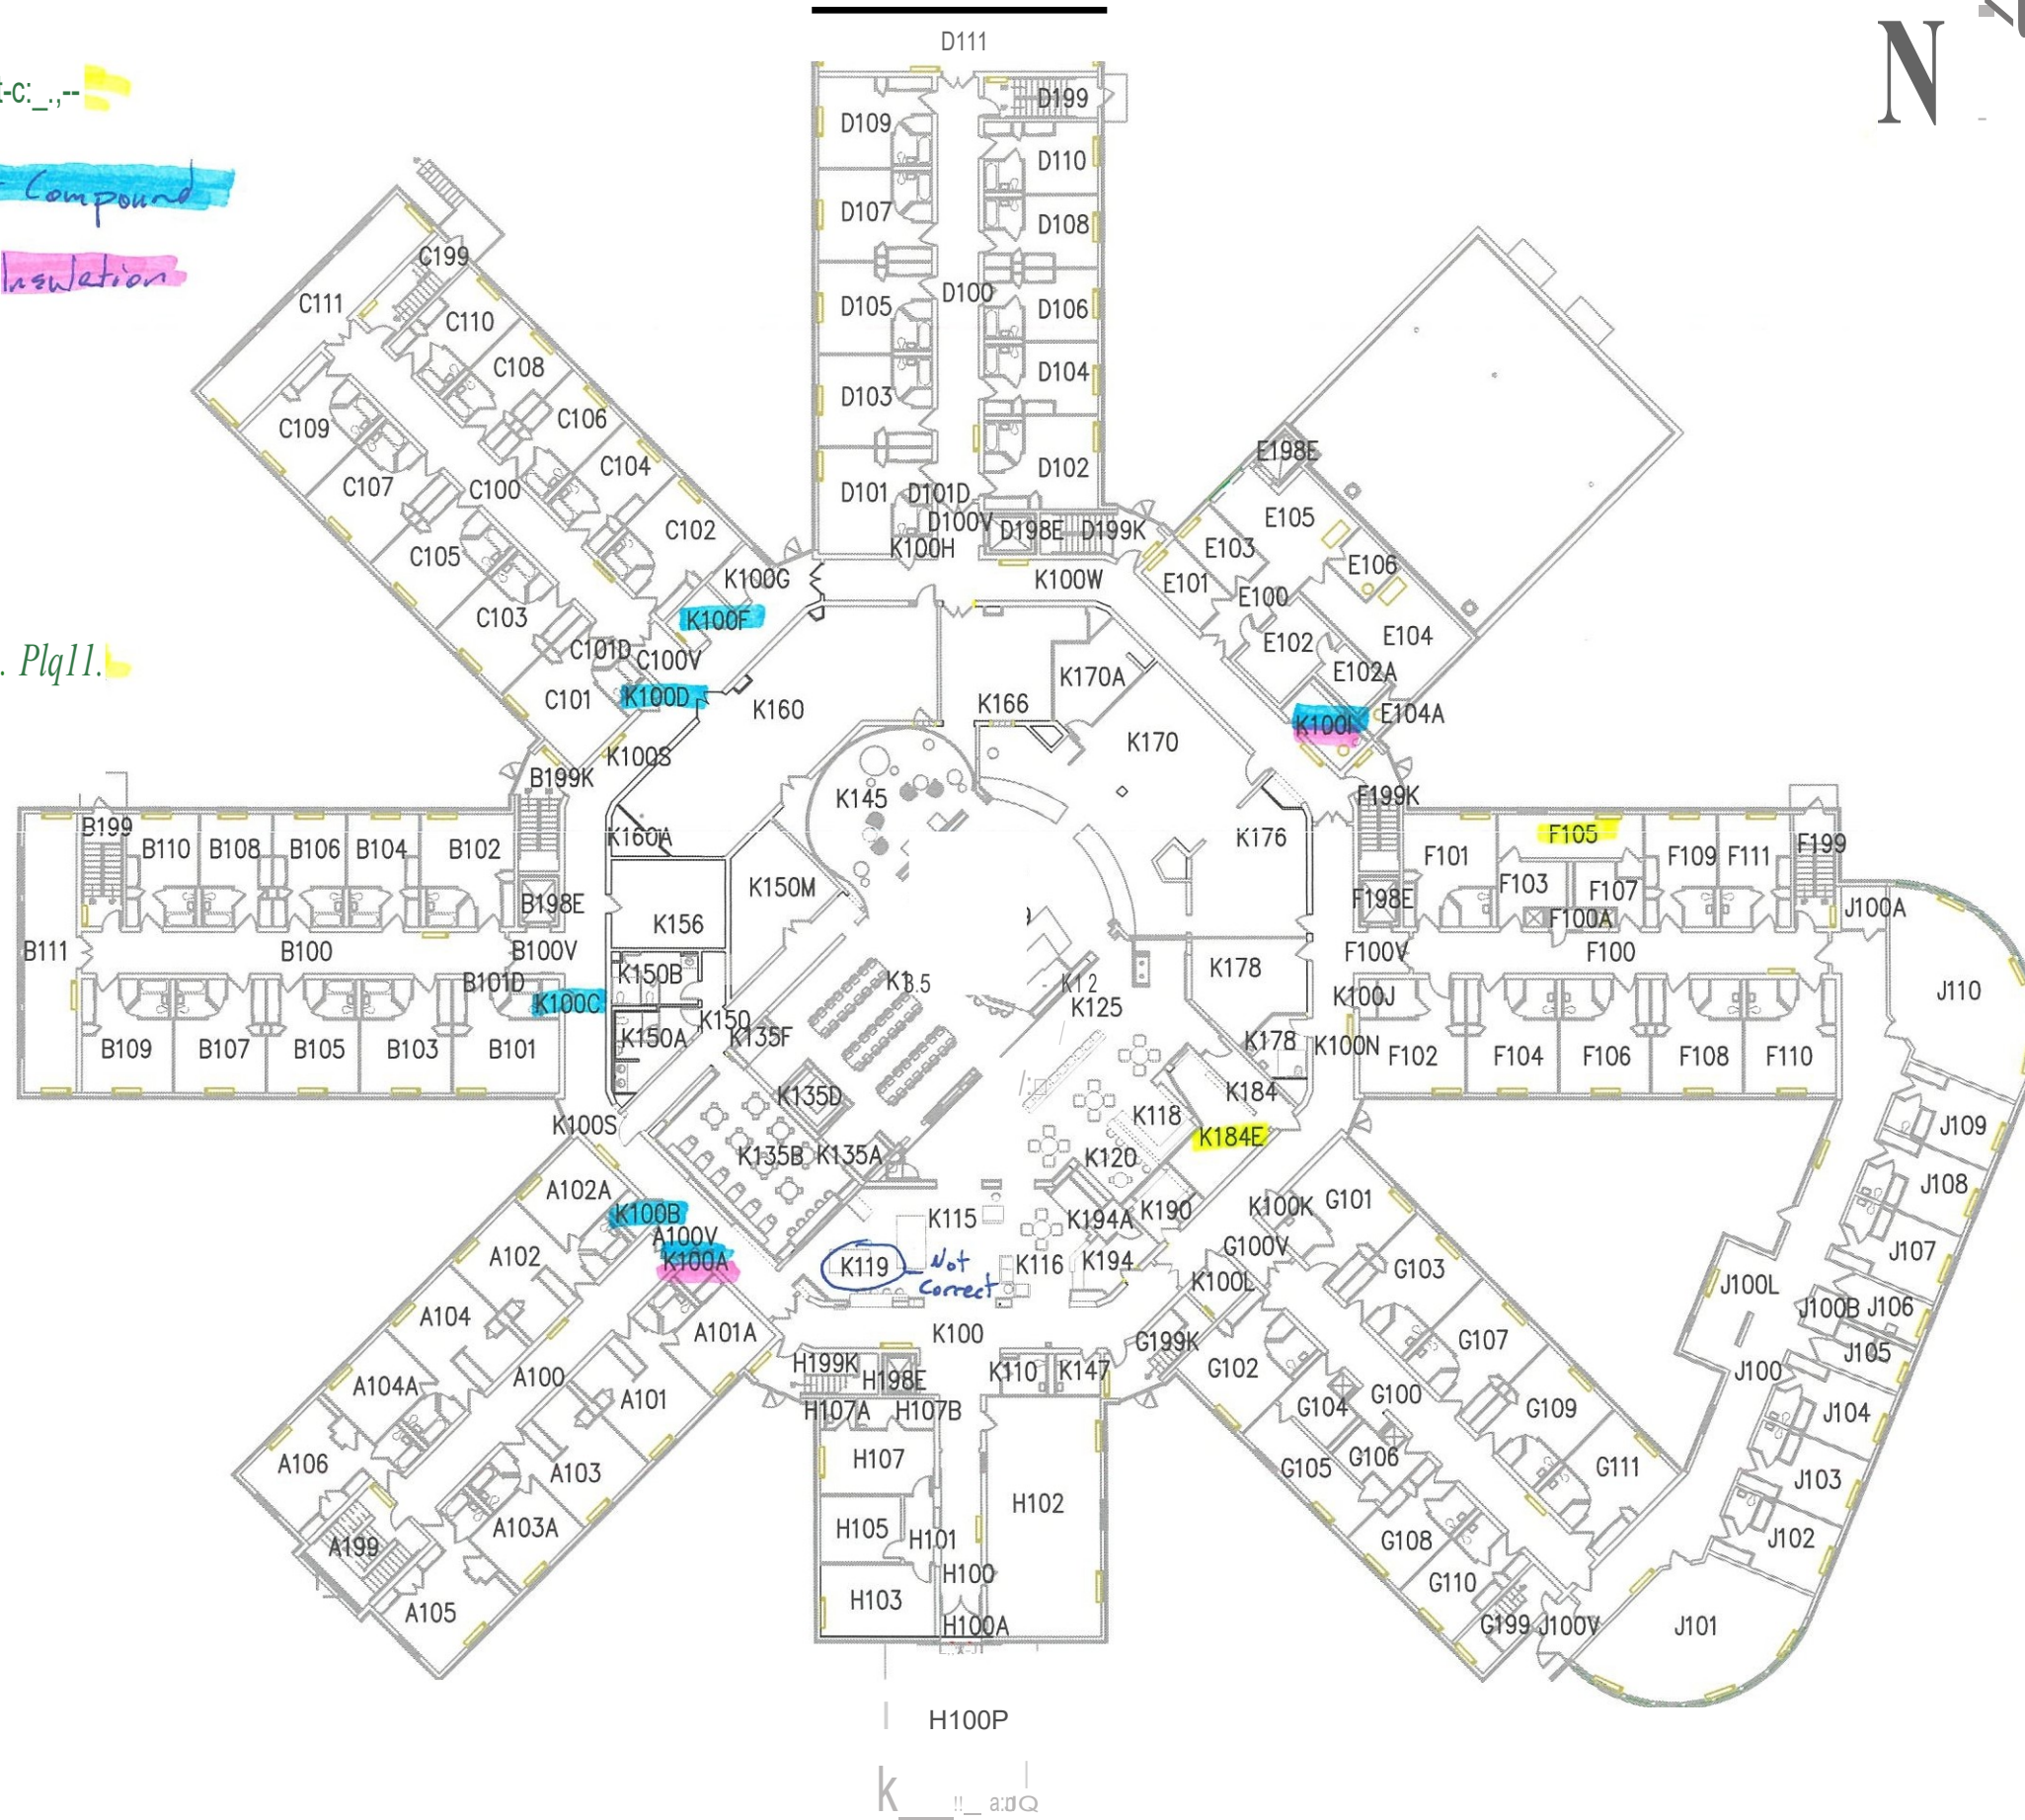 D111
N
t-c:_.,--
D199
D109
D110
Compound
D107
D108
C199
Insulation
C111
D100
D105
D106
C110
C108
D104
D103
C106
C109
E198E
C104
D102
C107
C100
D101
D101D
E105
D100V
D198E
D199K
C102
K100H
E103
C105
E106
K100G
K100W
E101
E100
C103
K100F
E104
E102
C101D
C100V
E102A
K170A
C101
K100D
K166
K160
E104A
. Plq11.
K170
K100S
B199K
F199K
K145
B199
F105
K160A
K176
F199
B110
B108
B106
B104
B102
F101
F109
F111
K150M
F103
F107
B198E
F198E
J100A
K156
F100A
B111
B100
B100V
F100V
F100
K178
K150B
B101D
K100C
K100J
J110
K125
K150
K150A
K135F
K178
K100N
B109
B107
B105
B103
B101
F102
F104
F106
F108
F110
K135D
K184
K118
K100S
J109
K184E
K135B
K135A
K120
A102A
J108
G101
K100K
K100B
K190
K115
K194A
A100V
G100V
J107
A102
K100A
K119
Not
Correct
K116
K194
G103
K100L
J100L
J106
J100B
A104
A101A
K100
G107
J105
H199K
G199K
H198E
K110
K147
G102
J100
A104A
A100
A101
G100
G104
H107A
H107B
G109
J104
H107
G106
A106
A103
G105
G111
J103
H102
A103A
H105
H101
G108
J102
A199
H100
G110
H103
A105
H100A
G199
J100V
J101
H100P